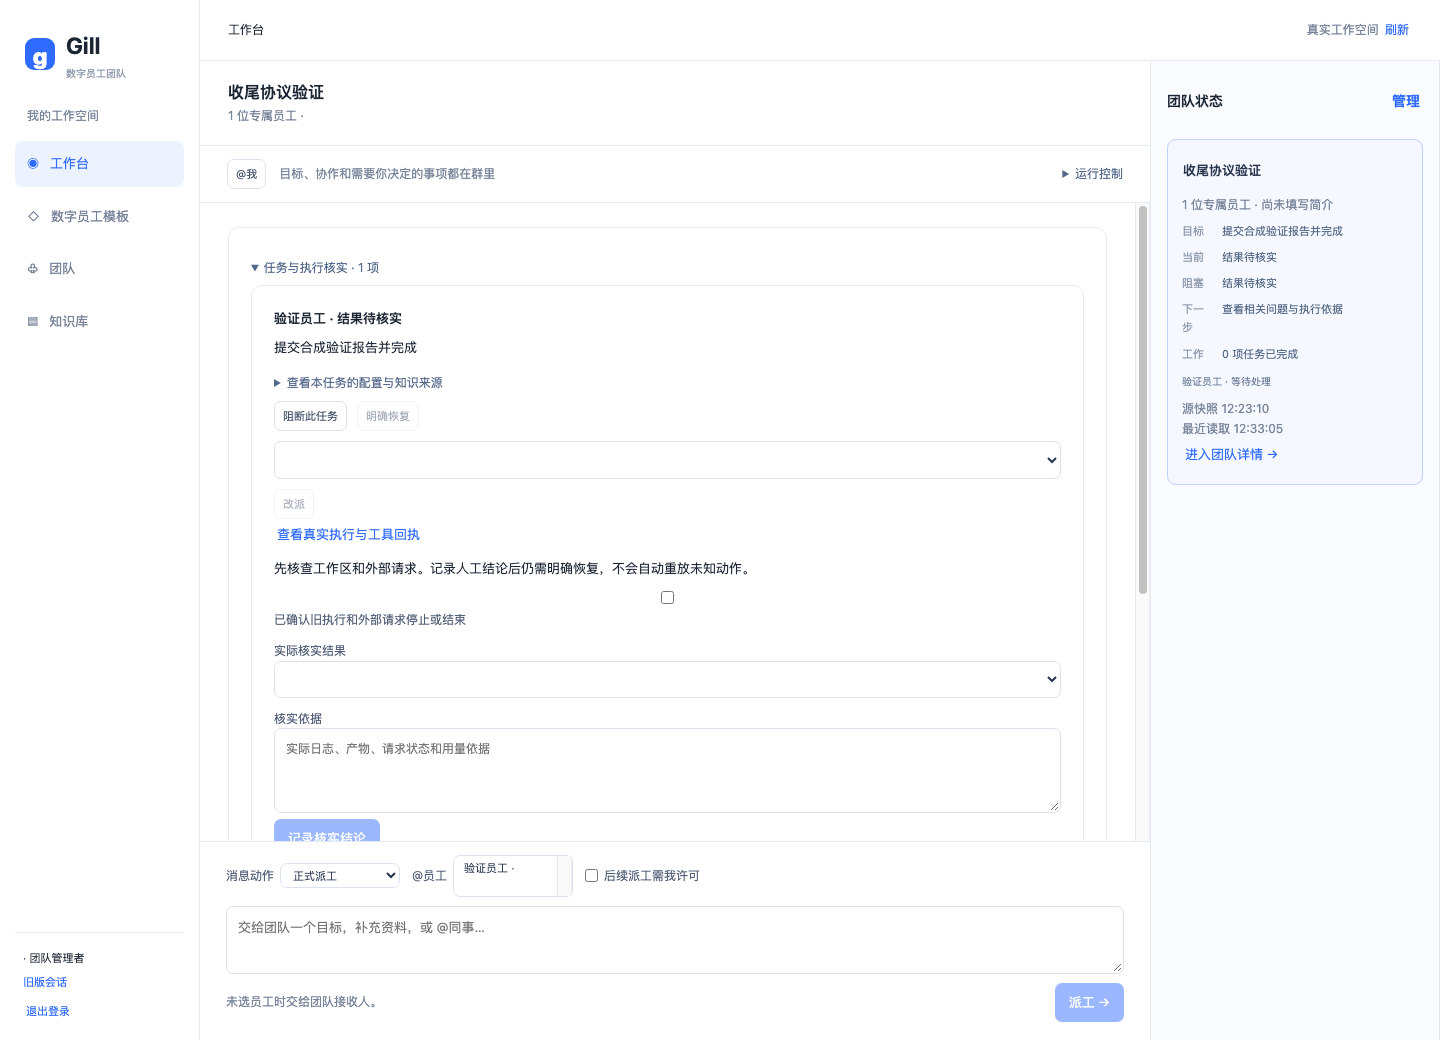 g Gill
数字员工团队
我的工作空间
工作台
数字员工模板
团队
知识库
· 团队管理者
旧版会话
退出登录
工作台
真实工作空间 刷新
收尾协议验证
1 位专属员工 ·
@我 目标、协作和需要你决定的事项都在群里
运行控制
任务与执行核实 · 1 项
验证员工 · 结果待核实
提交合成验证报告并完成
查看本任务的配置与知识来源
阻断此任务 明确恢复
改派
查看真实执行与工具回执
先核查工作区和外部请求。记录人工结论后仍需明确恢复，不会自动重放未知动作。
已确认旧执行和外部请求停止或结束
实际核实结果
核实依据
实际日志、产物、请求状态和用量依据
记录核实结论
消息动作 正式派工 @员工 验证员工 · 后续派工需我许可
交给团队一个目标，补充资料，或 @同事...
未选员工时交给团队接收人。
派工 →
团队状态 管理
收尾协议验证
1 位专属员工 · 尚未填写简介
目标 提交合成验证报告并完成
当前 结果待核实
阻塞 结果待核实
下一步 查看相关问题与执行依据
工作 0 项任务已完成
验证员工 · 等待处理
源快照 12:23:10
最近读取 12:33:05
进入团队详情 →